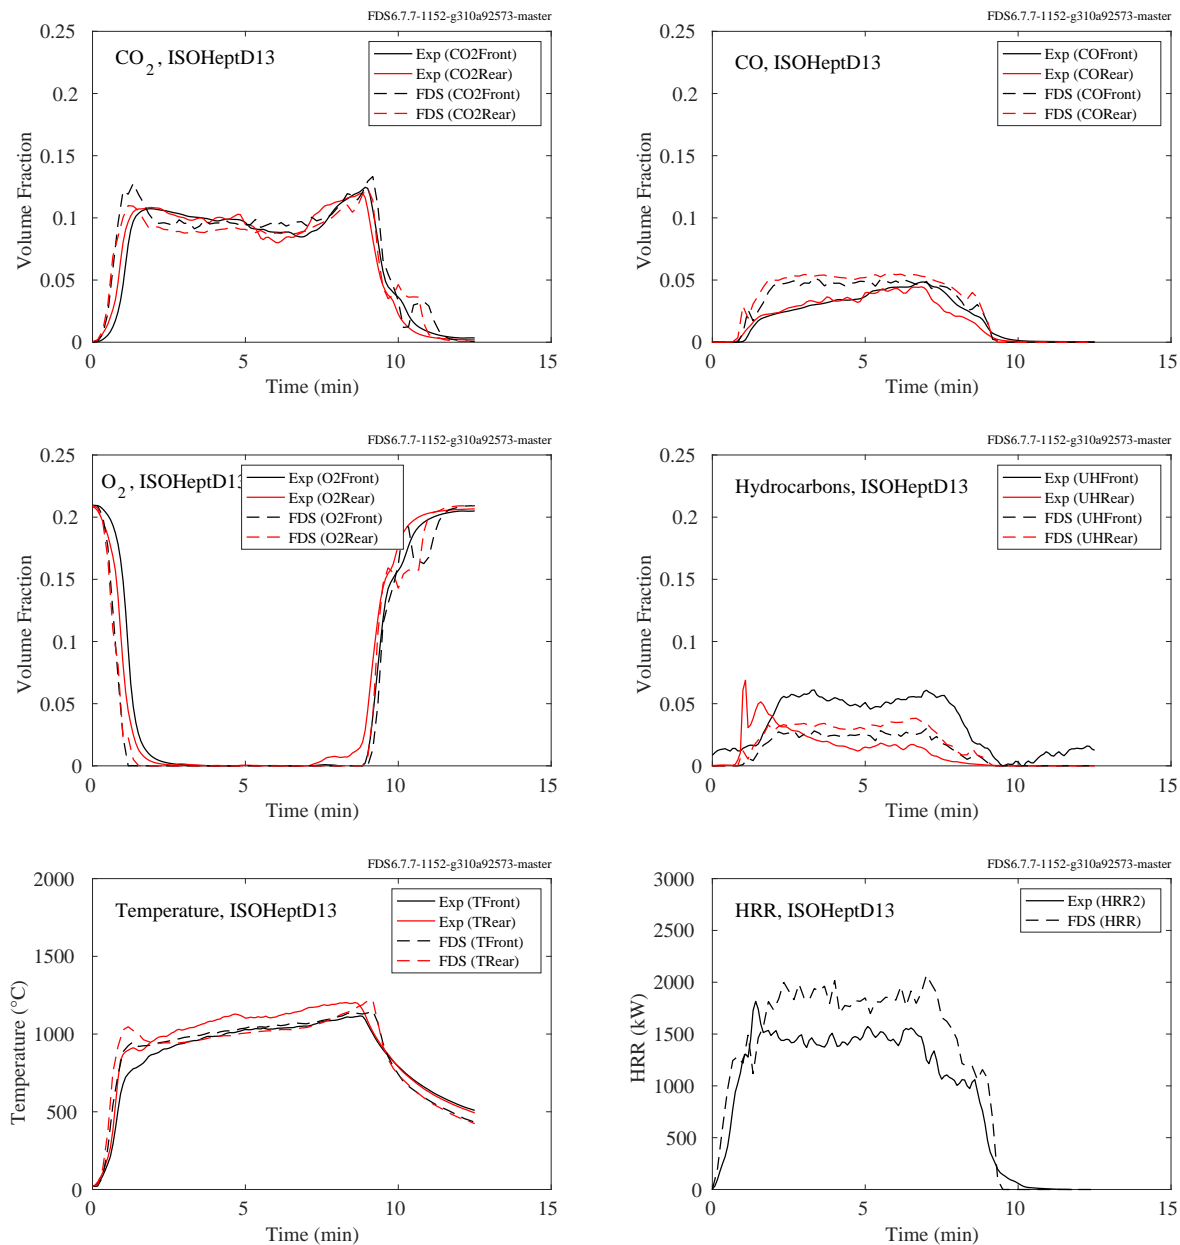 FDS6.7.7-1152-g310a92573-master
CO2, ISOHeptD13
Exp (CO2Front)
Exp (CO2Rear)
FDS (CO2Front)
FDS (CO2Rear)
0.25
0.2
0.15
0.1
0.05
0
0 5 10 15
Volume Fraction
Time (min)
FDS6.7.7-1152-g310a92573-master
CO, ISOHeptD13
Exp (COFront)
Exp (CORear)
FDS (COFront)
FDS (CORear)
0.25
0.2
0.15
0.1
0.05
0
0 5 10 15
Volume Fraction
Time (min)
FDS6.7.7-1152-g310a92573-master
O2, ISOHeptD13
Exp (O2Front)
Exp (O2Rear)
FDS (O2Front)
FDS (O2Rear)
0.25
0.2
0.15
0.1
0.05
0
0 5 10 15
Volume Fraction
Time (min)
FDS6.7.7-1152-g310a92573-master
Hydrocarbons, ISOHeptD13
Exp (UHFront)
Exp (UHRear)
FDS (UHFront)
FDS (UHRear)
0.25
0.2
0.15
0.1
0.05
0
0 5 10 15
Volume Fraction
Time (min)
FDS6.7.7-1152-g310a92573-master
Temperature, ISOHeptD13
Exp (TFront)
Exp (TRear)
FDS (TFront)
FDS (TRear)
2000
1500
1000
500
0
0 5 10 15
Temperature (°C)
Time (min)
FDS6.7.7-1152-g310a92573-master
HRR, ISOHeptD13
Exp (HRR2)
FDS (HRR)
3000
2500
2000
1500
1000
500
0
0 5 10 15
HRR (kW)
Time (min)